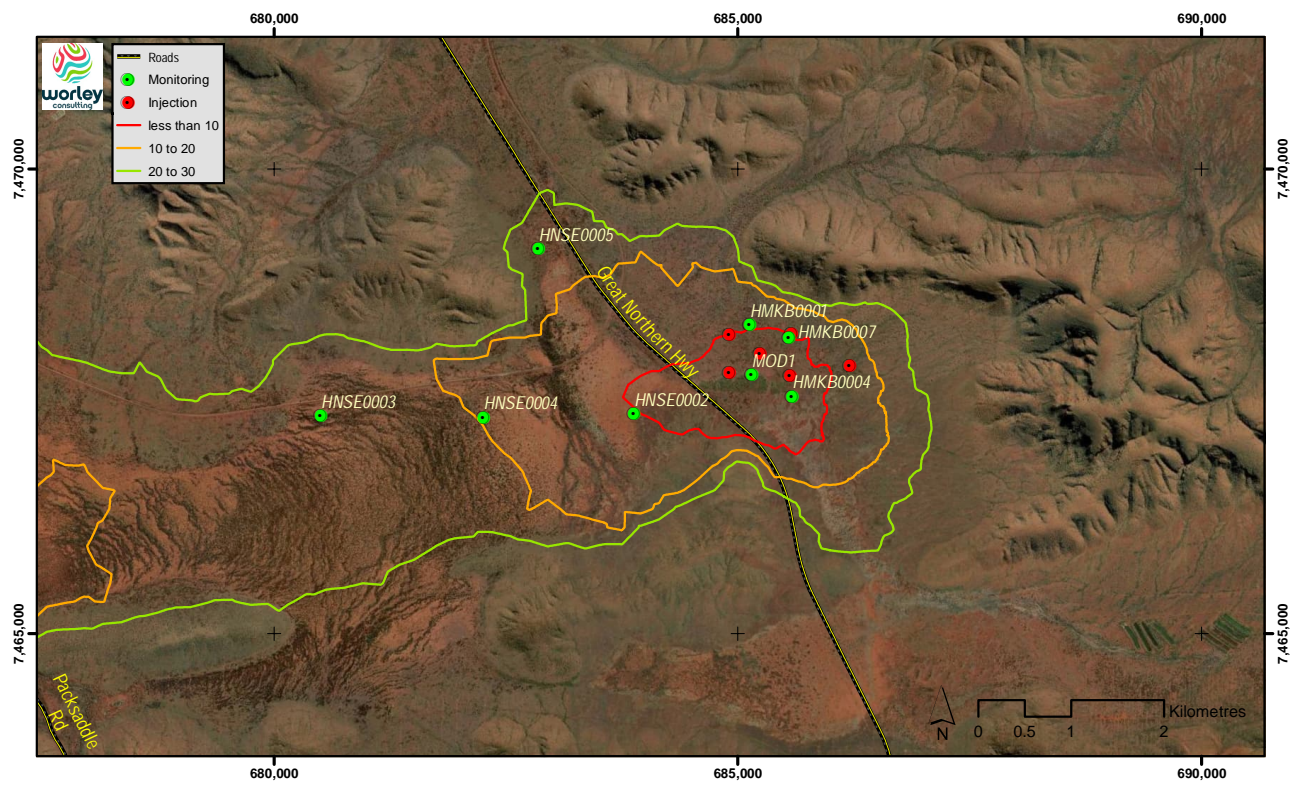 680,000
685,000
690,000
worley
consulting
Roads
Monitoring
Injection
less than 10
10 to 20
20 to 30
7,470,000
7,470,000
HNSE0005
Great Northern Hwy
HMKB0001
HMKB0007
MOD1
HMKB0004
HNSE0003
HNSE0004
HNSE0002
7,465,000
7,465,000
Packsaddle
Rd
N
Kilometres
0 0.5 1 2
680,000
685,000
690,000